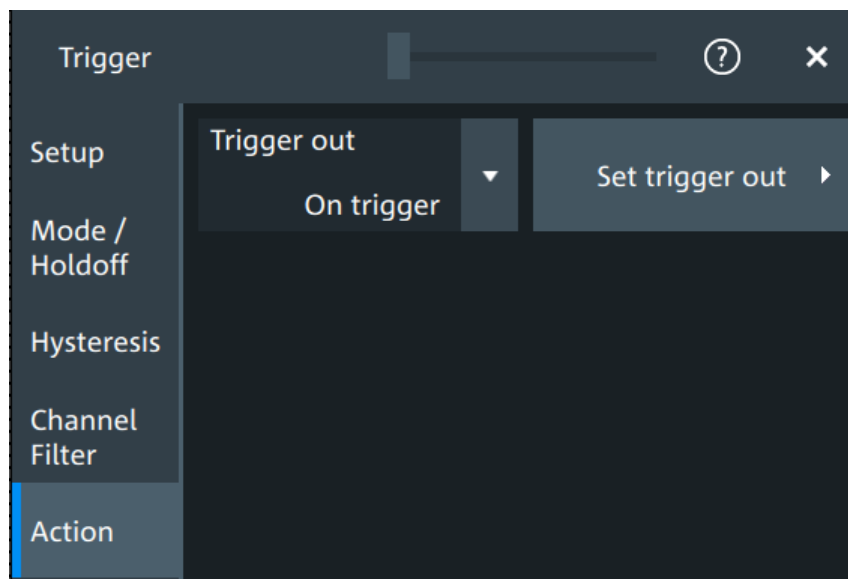 Trigger
?
Setup
Mode /
Holdoff
Hysteresis
Channel
Filter
Action
Trigger out
On trigger
Set trigger out